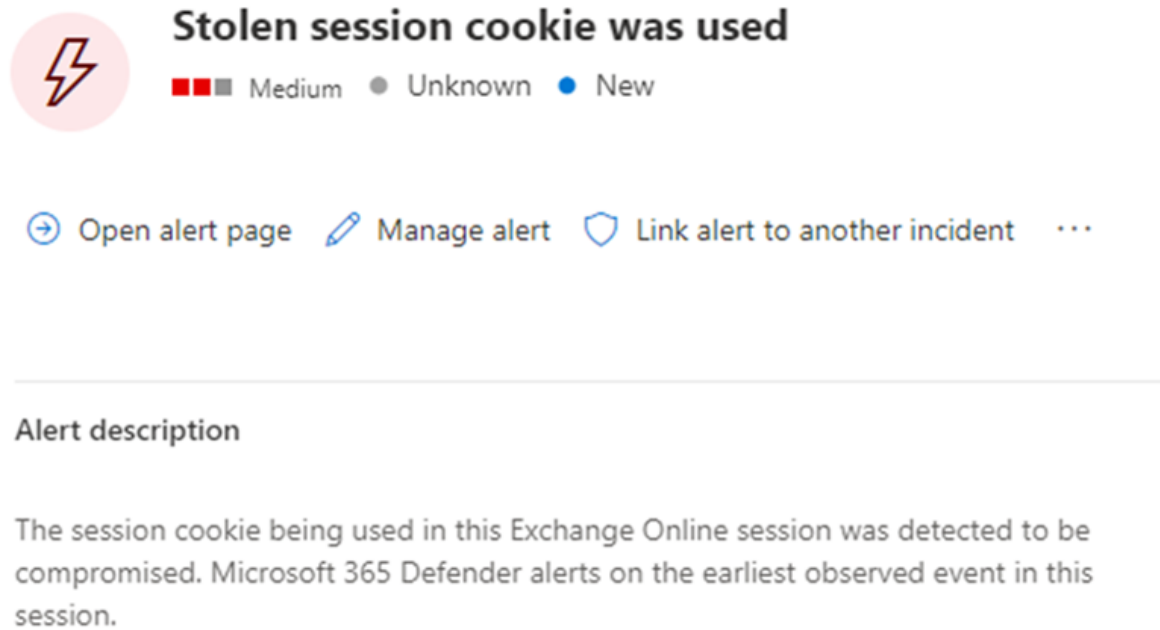 Stolen session cookie was used
Medium Unknown New
Open alert page Manage alert Link alert to another incident ...
Alert description
The session cookie being used in this Exchange Online session was detected to be
compromised. Microsoft 365 Defender alerts on the earliest observed event in this
session.